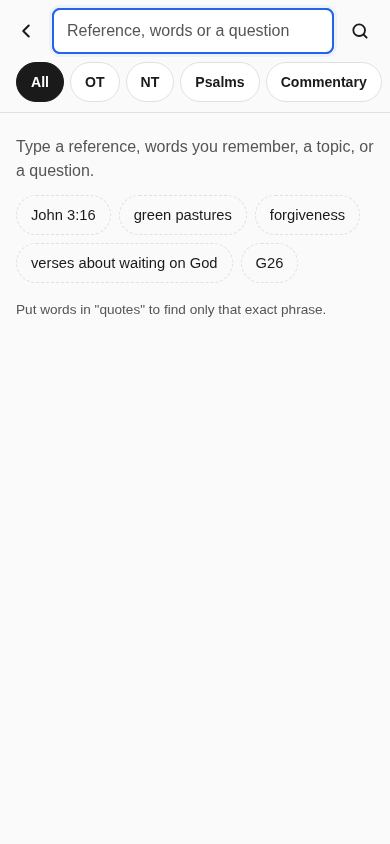 Reference, words or a question
All OT NT Psalms Commentary
Type a reference, words you remember, a topic, or
a question.
John 3:16 green pastures forgiveness
verses about waiting on God G26
Put words in "quotes" to find only that exact phrase.